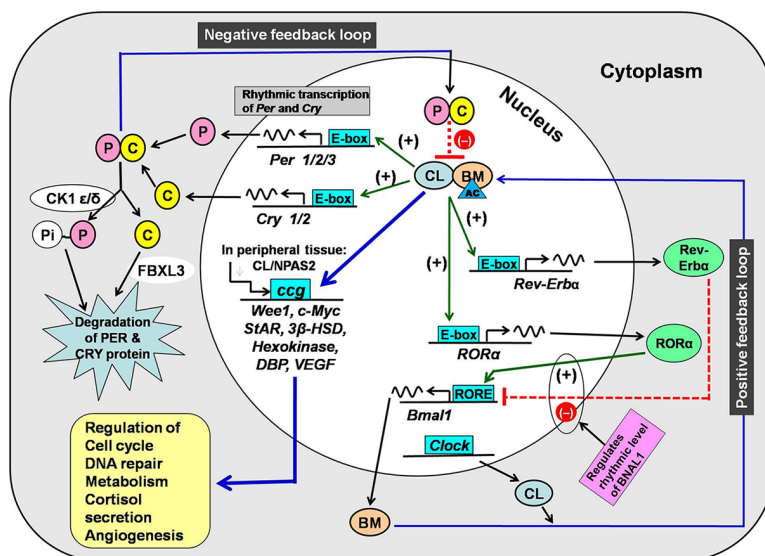 Negative feedback loop
Cytoplasm
Nucleus
Rhythmic transcription
of Per and Cry
P
C
(-)
P
E-box
(+)
Per 1/2/3
P
C
CL
BM
AC
C
E-box
(+)
Cry 1/2
(+)
CK1 ε/δ
Pi
P
C
FBXL3
In peripheral tissue:
CL/NPAS2
ccg
Wee1, c-Myc
StAR, 3β-HSD,
Hexokinase,
DBP, VEGF
(+)
E-box
Rev-Erbα
Rev-
Erbα
Degradation
of PER &
CRY protein
E-box
RORα
RORα
Positive feedback loop
(+)
(-)
RORE
Bmal1
Regulates
rhythmic level
of BNAL1
Clock
CL
BM
Regulation of
Cell cycle
DNA repair
Metabolism
Cortisol
secretion
Angiogenesis